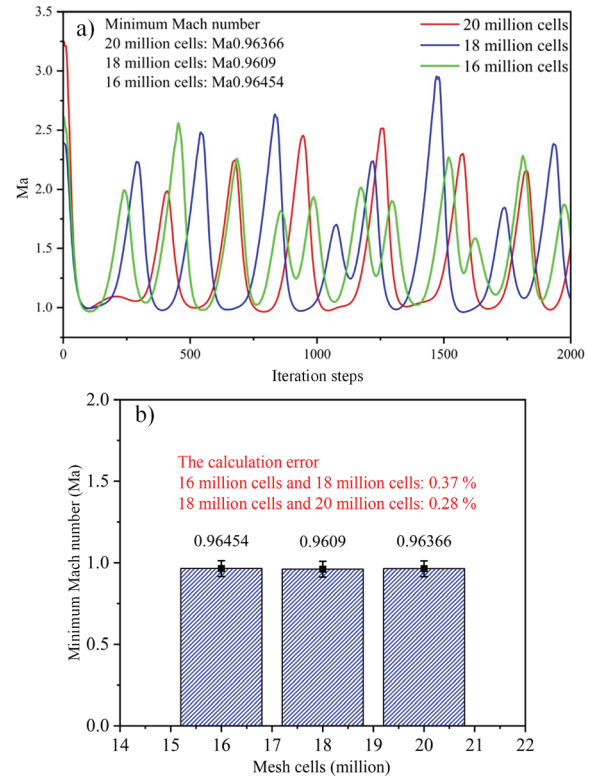 a)
Minimum Mach number
20 million cells: Ma0.96366
18 million cells: Ma0.9609
16 million cells: Ma0.96454
20 million cells
18 million cells
16 million cells
3.5
3.0
2.5
2.0
1.5
1.0
Ma
0
500
1000
1500
2000
Iteration steps
b)
2.0
1.5
1.0
0.5
0.0
Minimum Mach number (Ma)
The calculation error
16 million cells and 18 million cells: 0.37 %
18 million cells and 20 million cells: 0.28 %
0.96454
0.9609
0.96366
14
15
16
17
18
19
20
21
22
Mesh cells (million)